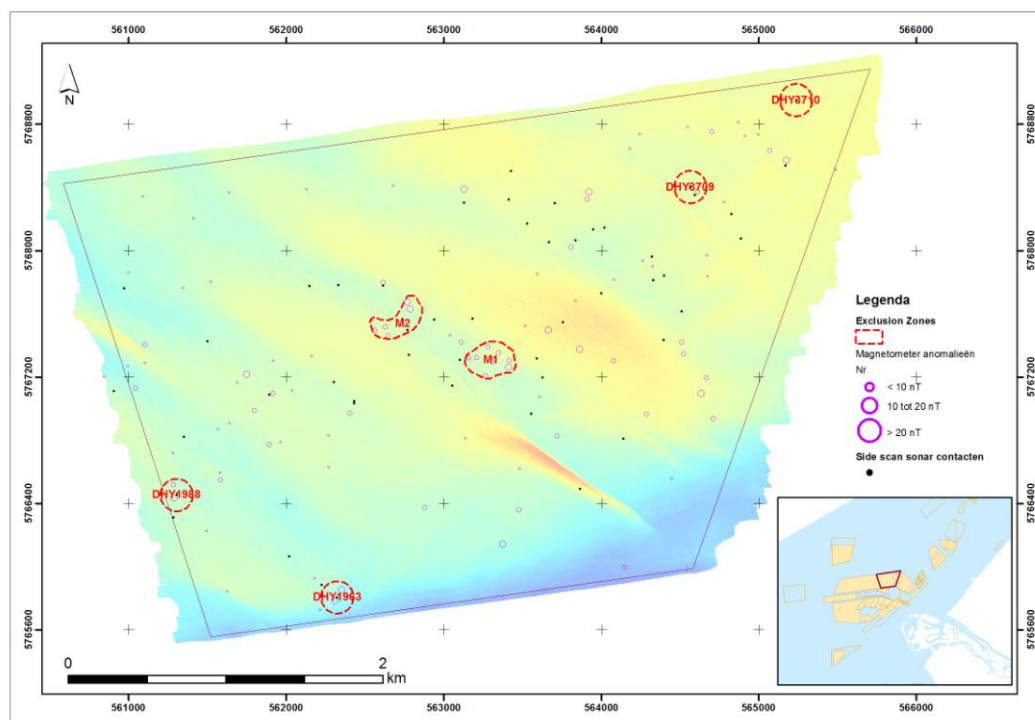 561000 562000 563000 564000 565000 566000
N
5768800 5768800
5768000 5768000
5767200 5767200
5766400 5766400
5765600 5765600
DHY3710
DHY3709
M2
M1
DHY4988
DHY4963
Legenda
Exclusion Zones
Magnetometer anomalieën
Nr
< 10 nT
10 tot 20 nT
> 20 nT
Side scan sonar contacten
0 2
km
561000 562000 563000 564000 565000 566000